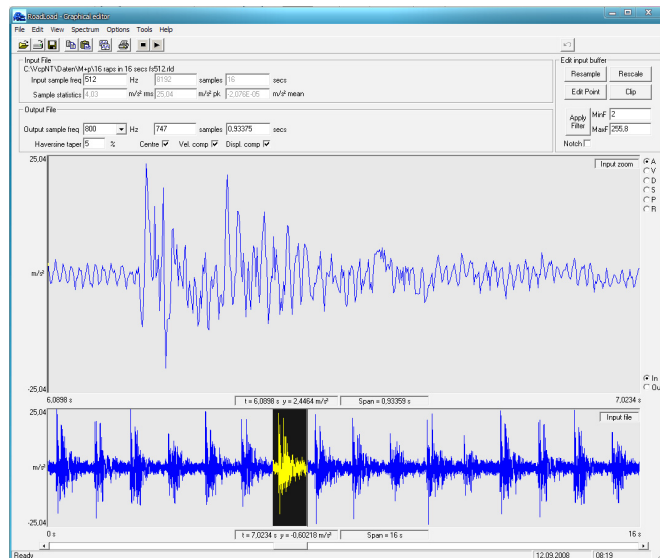 RoadLoad - Graphical editor
File Edit View Spectrum Options Tools Help
Input File
C:\VcpNT\Daten\M+p\16 raps in 16 secs fs512.rld
Input sample freq 512 Hz 8192 samples 16 secs
Sample statistics 4,03 m/s² rms 25,04 m/s² pk -2,076E-05 m/s² mean
Edit input buffer
Resample Rescale
Edit Point Clip
Apply Filter MinF 2
MaxF 255,8
Notch
Output File
Output sample freq 800 Hz 747 samples 0,93375 secs
Haversine taper 5 % Centre Vel. comp Displ. comp
25,04
Input zoom
A
V
D
S
P
R
m/s²
-25,04
In
Ou
6,0898 s t = 6,0898 s y = 2,4464 m/s² Span = 0,93359 s 7,0234 s
25,04
Input file
m/s²
-25,04
0 s t = 7,0234 s y = -0,60218 m/s² Span = 16 s 16 s
Ready 12.09.2008 08:19